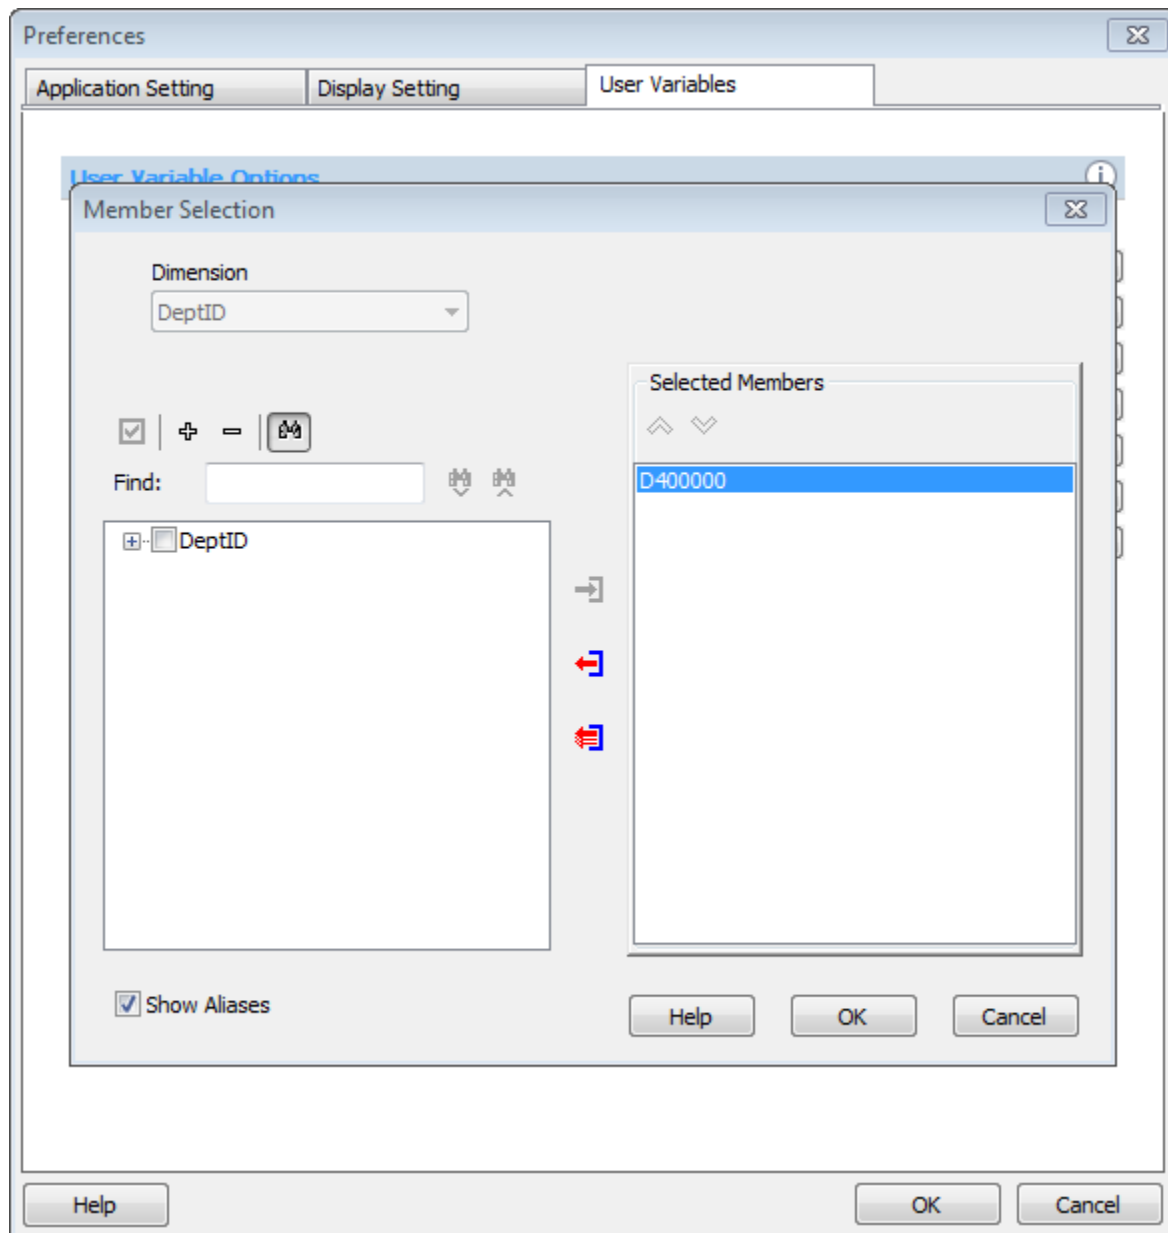 Preferences
Application Setting
Display Setting
User Variables
User Variable Options
Member Selection
Dimension
DeptID
Selected Members
Find:
D400000
DeptID
Show Aliases
Help
OK
Cancel
Help
OK
Cancel